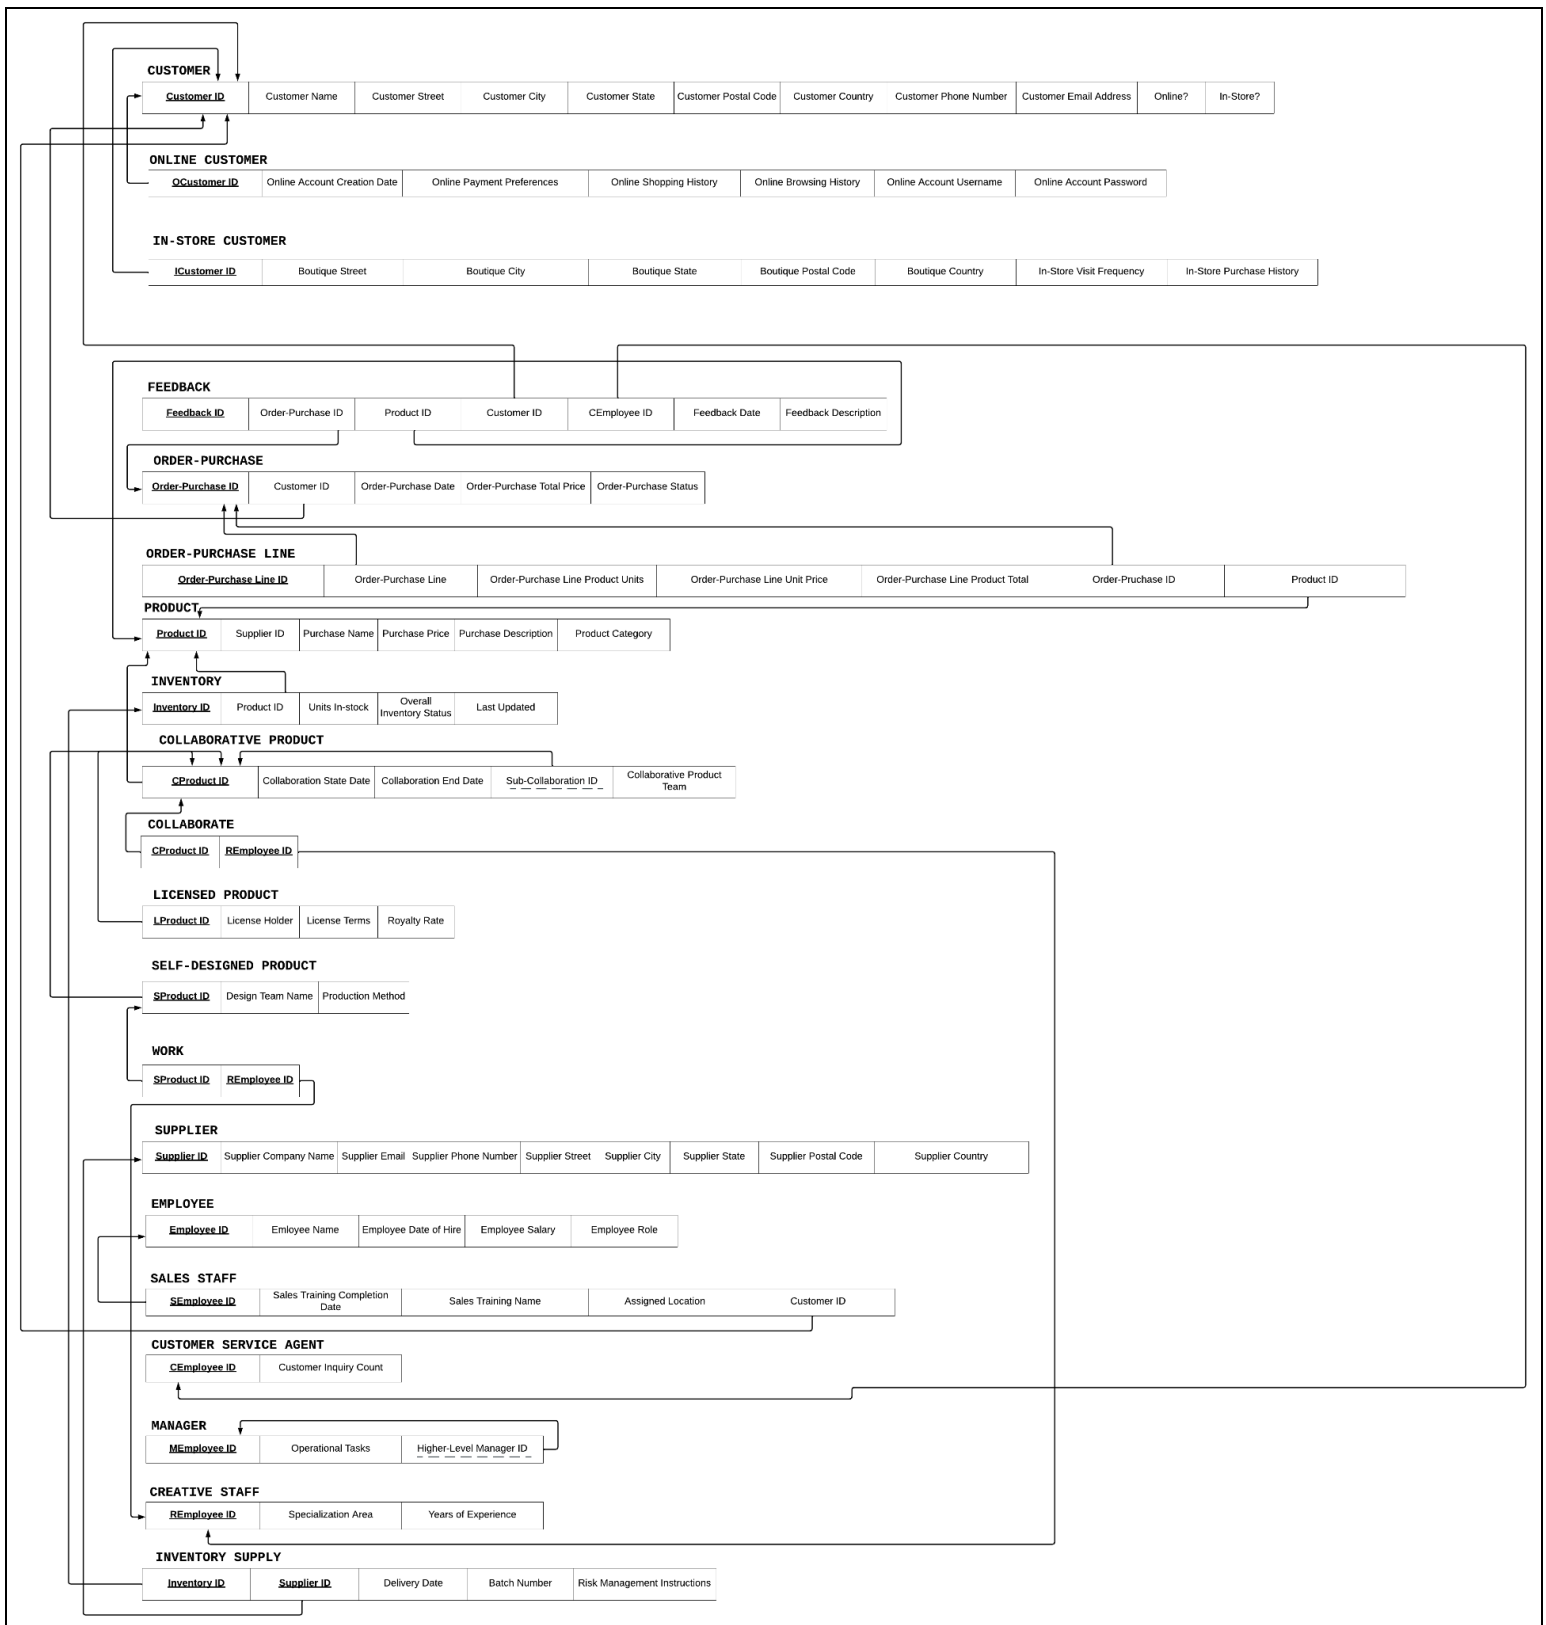 CUSTOMER
Customer ID Customer Name Customer Street Customer City Customer State Customer Postal Code Customer Country Customer Phone Number Customer Email Address Online? In-Store?
ONLINE CUSTOMER
OCustomer ID Online Account Creation Date Online Payment Preferences Online Shopping History Online Browsing History Online Account Username Online Account Password
IN-STORE CUSTOMER
ICustomer ID Boutique Street Boutique City Boutique State Boutique Postal Code Boutique Country In-Store Visit Frequency In-Store Purchase History
FEEDBACK
Feedback ID Order-Purchase ID Product ID Customer ID CEmployee ID Feedback Date Feedback Description
ORDER-PURCHASE
Order-Purchase ID Customer ID Order-Purchase Date Order-Purchase Total Price Order-Purchase Status
ORDER-PURCHASE LINE
Order-Purchase Line ID Order-Purchase Line Order-Purchase Line Product Units Order-Purchase Line Unit Price Order-Purchase Line Product Total Order-Pruchase ID Product ID
PRODUCT
Product ID Supplier ID Purchase Name Purchase Price Purchase Description Product Category
INVENTORY
Inventory ID Product ID Units In-stock Overall Inventory Status Last Updated
COLLABORATIVE PRODUCT
CProduct ID Collaboration State Date Collaboration End Date Sub-Collaboration ID Collaborative Product Team
COLLABORATE
CProduct ID REmployee ID
LICENSED PRODUCT
LProduct ID License Holder License Terms Royalty Rate
SELF-DESIGNED PRODUCT
SProduct ID Design Team Name Production Method
WORK
SProduct ID REmployee ID
SUPPLIER
Supplier ID Supplier Company Name Supplier Email Supplier Phone Number Supplier Street Supplier City Supplier State Supplier Postal Code Supplier Country
EMPLOYEE
Employee ID Emloyee Name Employee Date of Hire Employee Salary Employee Role
SALES STAFF
SEmployee ID Sales Training Completion Date Sales Training Name Assigned Location Customer ID
CUSTOMER SERVICE AGENT
CEmployee ID Customer Inquiry Count
MANAGER
MEmployee ID Operational Tasks Higher-Level Manager ID
CREATIVE STAFF
REmployee ID Specialization Area Years of Experience
INVENTORY SUPPLY
Inventory ID Supplier ID Delivery Date Batch Number Risk Management Instructions